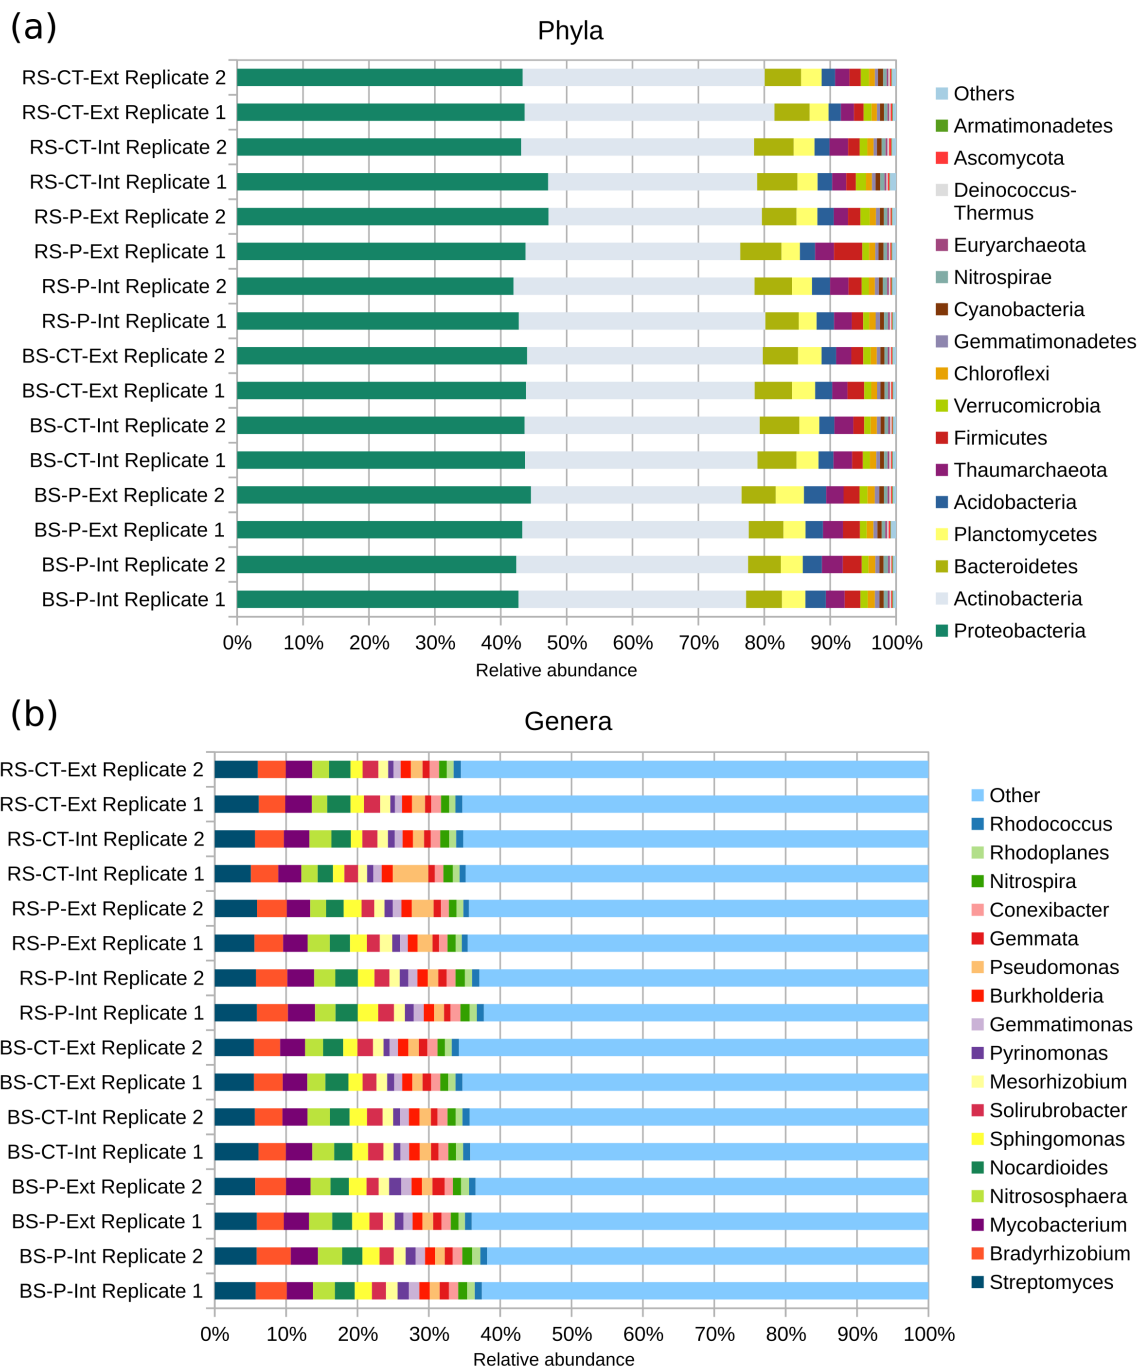 (a)
Phyla
RS-CT-Ext Replicate 2
RS-CT-Ext Replicate 1
RS-CT-Int Replicate 2
RS-CT-Int Replicate 1
RS-P-Ext Replicate 2
RS-P-Ext Replicate 1
RS-P-Int Replicate 2
RS-P-Int Replicate 1
BS-CT-Ext Replicate 2
BS-CT-Ext Replicate 1
BS-CT-Int Replicate 2
BS-CT-Int Replicate 1
BS-P-Ext Replicate 2
BS-P-Ext Replicate 1
BS-P-Int Replicate 2
BS-P-Int Replicate 1
0% 10% 20% 30% 40% 50% 60% 70% 80% 90% 100%
Relative abundance
Others
Armatimonadetes
Ascomycota
Deinococcus-
Thermus
Euryarchaeota
Nitrospirae
Cyanobacteria
Gemmatimonadetes
Chloroflexi
Verrucomicrobia
Firmicutes
Thaumarchaeota
Acidobacteria
Planctomycetes
Bacteroidetes
Actinobacteria
Proteobacteria
(b)
Genera
RS-CT-Ext Replicate 2
RS-CT-Ext Replicate 1
RS-CT-Int Replicate 2
RS-CT-Int Replicate 1
RS-P-Ext Replicate 2
RS-P-Ext Replicate 1
RS-P-Int Replicate 2
RS-P-Int Replicate 1
BS-CT-Ext Replicate 2
BS-CT-Ext Replicate 1
BS-CT-Int Replicate 2
BS-CT-Int Replicate 1
BS-P-Ext Replicate 2
BS-P-Ext Replicate 1
BS-P-Int Replicate 2
BS-P-Int Replicate 1
0% 10% 20% 30% 40% 50% 60% 70% 80% 90% 100%
Relative abundance
Other
Rhodococcus
Rhodoplanes
Nitrospira
Conexibacter
Gemmata
Pseudomonas
Burkholderia
Gemmatimonas
Pyrinomonas
Mesorhizobium
Solirubrobacter
Sphingomonas
Nocardioides
Nitrososphaera
Mycobacterium
Bradyrhizobium
Streptomyces